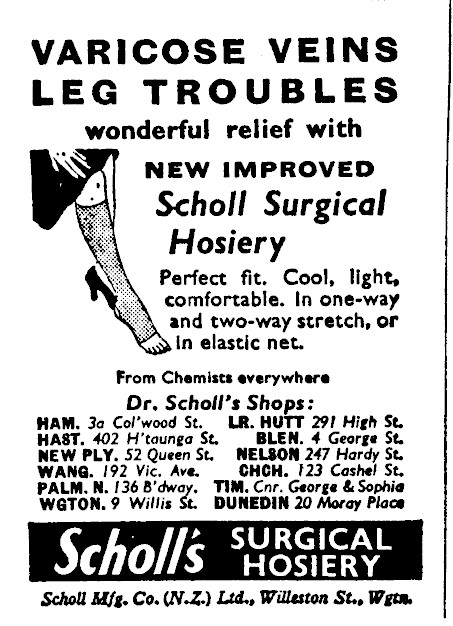 VARICOSE VEINS
LEG TROUBLES
wonderful relief with
NEW IMPROVED
Scholl Surgical
Hosiery
Perfect fit. Cool, light,
comfortable. In one-way
and two-way stretch, or
in elastic net.
From Chemists everywhere
Dr. Scholl's Shops:
HAM. 3a Col'wood St. LR. HUTT 291 High St.
HAST. 402 H'taunga St. BLEN. 4 George St.
NEW PLY. 52 Queen St. NELSON 247 Hardy St.
WANG. 192 Vic. Ave. CHCH. 123 Cashel St.
PALM. N. 136 B'dway. TIM. Cnr. George & Sophia
WGTON. 9 Willis St. DUNEDIN 20 Moray Place
Scholl's SURGICAL
HOSIERY
Scholl Mfg. Co. (N.Z.) Ltd., Willeston St., Wgtn.